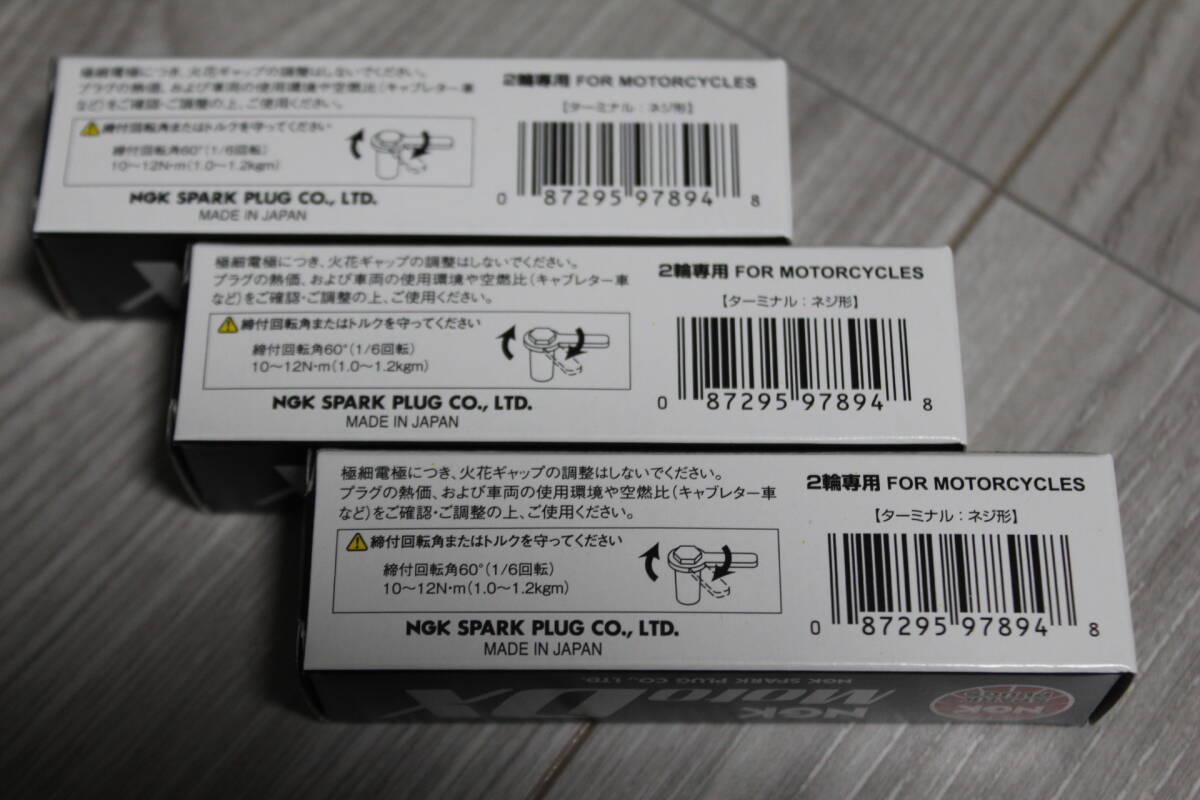 極細電極につき、火花ギャップの調整はしないでください。
プラグの熱価、および車両の使用環境や空燃比(キャブレター車
など)をご確認・ご調整の上、ご使用ください。
締付回転角またはトルクを守ってください
締付回転角60°(1/6回転)
10〜12N・m(1.0〜1.2kgm)
NGK SPARK PLUG CO., LTD.
MADE IN JAPAN
2輪専用 FOR MOTORCYCLES
【ターミナル:ネジ形】
0 87295 97894 8
極細電極につき、火花ギャップの調整はしないでください。
プラグの熱価、および車両の使用環境や空燃比(キャブレター車
など)をご確認・ご調整の上、ご使用ください。
締付回転角またはトルクを守ってください
締付回転角60°(1/6回転)
10〜12N・m(1.0〜1.2kgm)
NGK SPARK PLUG CO., LTD.
MADE IN JAPAN
2輪専用 FOR MOTORCYCLES
【ターミナル:ネジ形】
0 87295 97894 8
極細電極につき、火花ギャップの調整はしないでください。
プラグの熱価、および車両の使用環境や空燃比(キャブレター車
など)をご確認・ご調整の上、ご使用ください。
締付回転角またはトルクを守ってください
締付回転角60°(1/6回転)
10〜12N・m(1.0〜1.2kgm)
NGK SPARK PLUG CO., LTD.
MADE IN JAPAN
2輪専用 FOR MOTORCYCLES
【ターミナル:ネジ形】
0 87295 97894 8
NGK SPARK PLUG CO., LTD.
MotoDX
NGK
NGK